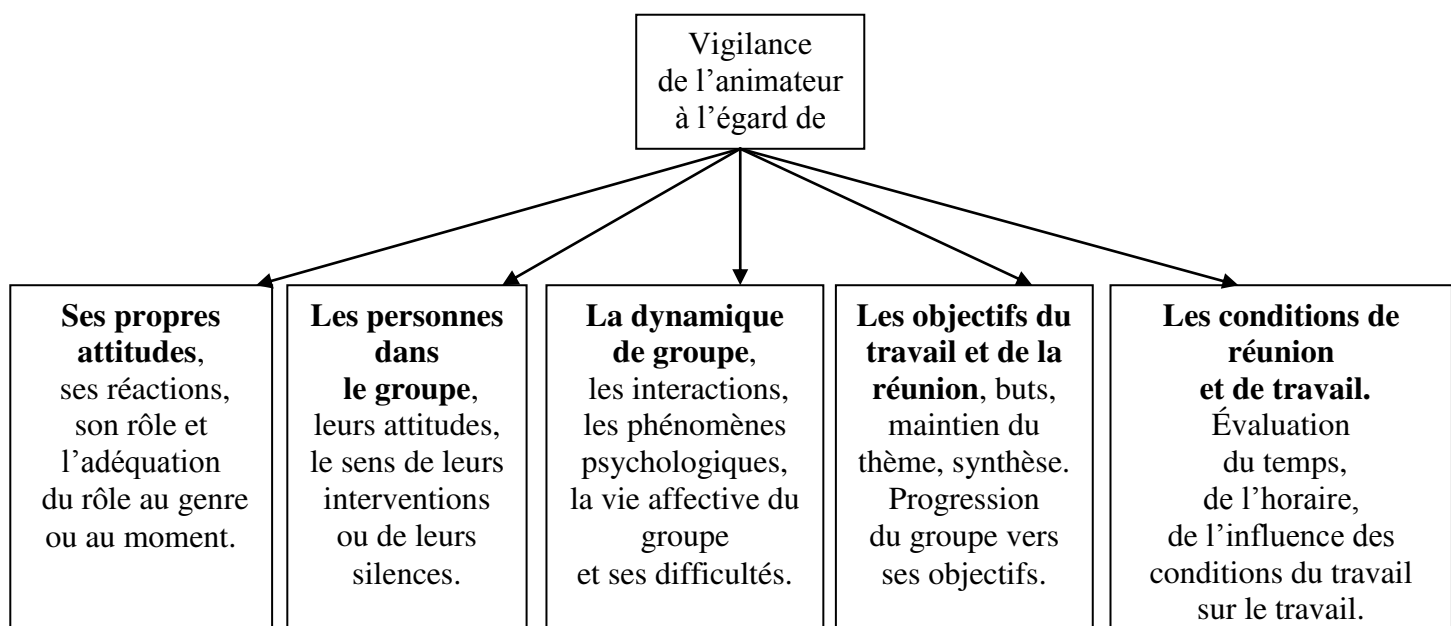 Vigilance
de l’animateur
à l’égard de
Ses propres
attitudes,
ses réactions,
son rôle et
l’adéquation
du rôle au genre
ou au moment.
Les personnes
dans
le groupe,
leurs attitudes,
le sens de leurs
interventions
ou de leurs
silences.
La dynamique
de groupe,
les interactions,
les phénomènes
psychologiques,
la vie affective du
groupe
et ses difficultés.
Les objectifs du
travail et de la
réunion, buts,
maintien du
thème, synthèse.
Progression
du groupe vers
ses objectifs.
Les conditions de
réunion
et de travail.
Évaluation
du temps,
de l’horaire,
de l’influence des
conditions du travail
sur le travail.